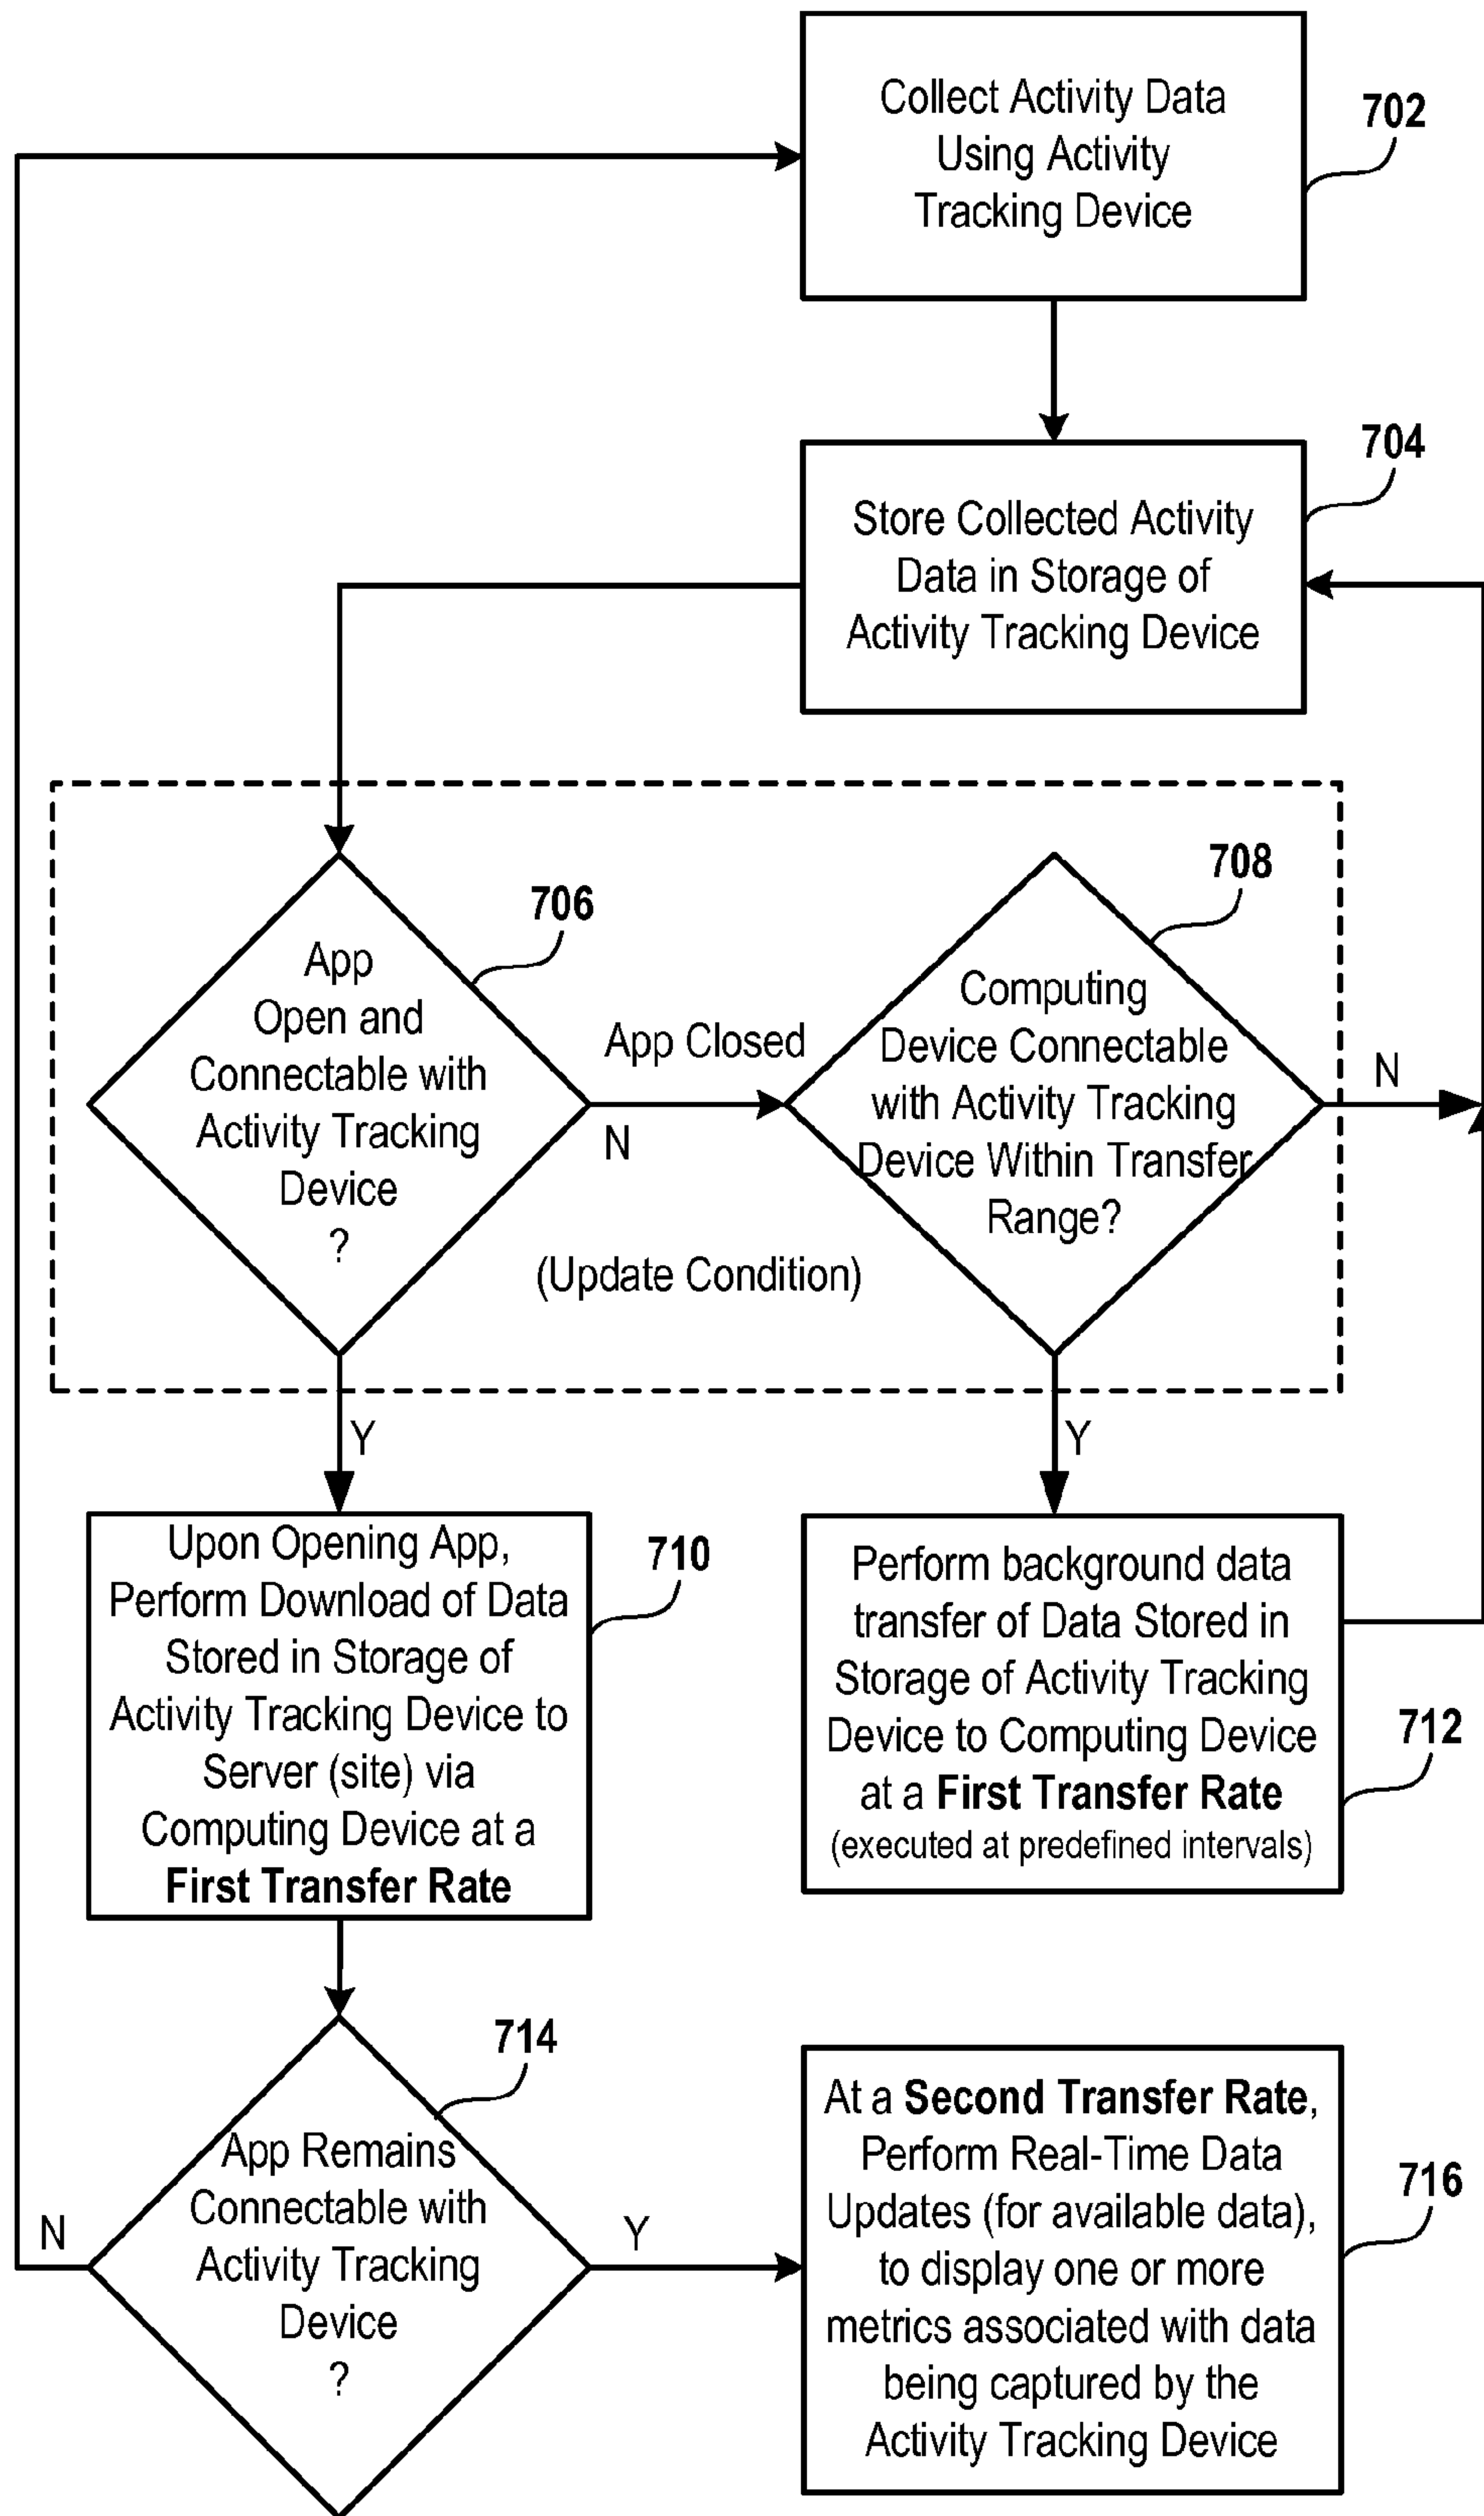 Collect Activity Data
Using Activity
Tracking Device
702
Store Collected Activity
Data in Storage of
Activity Tracking Device
704
App
Open and
Connectable with
Activity Tracking
Device
?
706
App Closed
N
Computing
Device Connectable
with Activity Tracking
Device Within Transfer
Range?
708
N
(Update Condition)
Y
Y
Upon Opening App,
Perform Download of Data
Stored in Storage of
Activity Tracking Device to
Server (site) via
Computing Device at a
First Transfer Rate
710
Perform background data
transfer of Data Stored in
Storage of Activity Tracking
Device to Computing Device
at a First Transfer Rate
(executed at predefined intervals)
712
App Remains
Connectable with
Activity Tracking
Device
?
714
N
Y
At a Second Transfer Rate,
Perform Real-Time Data
Updates (for available data),
to display one or more
metrics associated with data
being captured by the
Activity Tracking Device
716